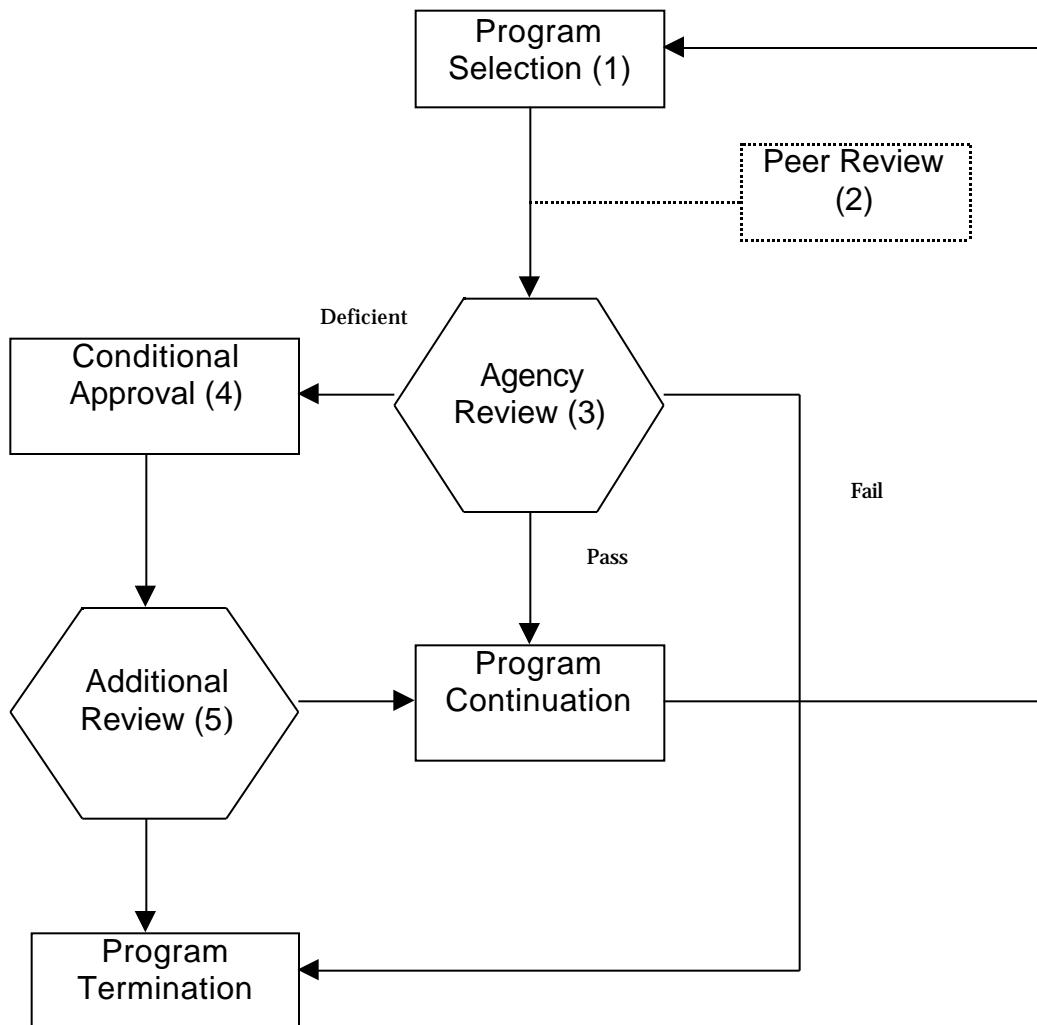 Program
Selection (1)
Peer Review
(2)
Deficient
Conditional
Approval (4)
Agency
Review (3)
Fail
Pass
Additional
Review (5)
Program
Continuation
Program
Termination